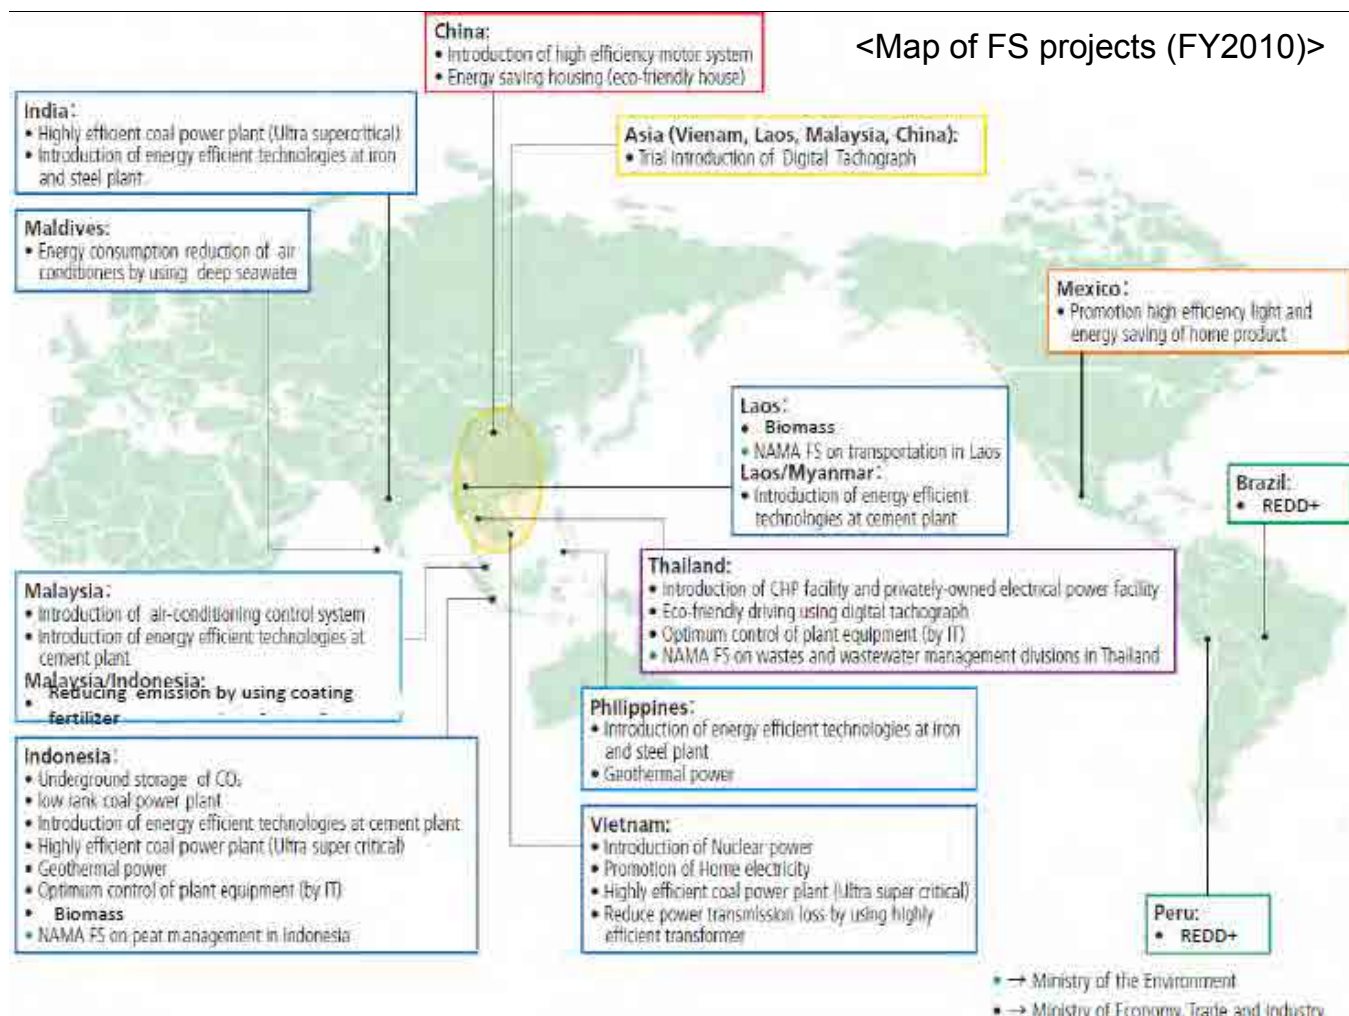 <Map of FS projects (FY2010)>
China:
• Introduction of high efficiency motor system
• Energy saving housing (eco-friendly house)
India:
• Highly efficient coal power plant (Ultra supercritical)
• Introduction of energy efficient technologies at iron
and steel plant
Asia (Vienam, Laos, Malaysia, China):
• Trial Introduction of Digital Tachograph
Maldives:
• Energy consumption reduction of air
conditioners by using deep seawater
Mexico:
• Promotion high efficiency light and
energy saving of home product
Laos:
• Biomass
• NAMA FS on transportation in Laos
Laos/Myanmar:
• Introduction of energy efficient
technologies at cement plant
Brazil:
• REDD+
Thailand:
• Introduction of CHP facility and privately-owned electrical power facility
• Eco-friendly driving using digital tachograph
• Optimum control of plant equipment (by IT)
• NAMA FS on wastes and wastewater management divisions in Thailand
Malaysia:
• Introduction of air-conditioning control system
• Introduction of energy efficient technologies at
cement plant
Malaysia/Indonesia:
• Reducing emission by using coating
fertilizer
Philippines:
• Introduction of energy efficient technologies at iron
and steel plant
• Geothermal power
Indonesia:
• Underground storage of CO₂
• low rank coal power plant
• Introduction of energy efficient technologies at cement plant
• Highly efficient coal power plant (Ultra super critical)
• Geothermal power
• Optimum control of plant equipment (by IT)
• Biomass
• NAMA FS on peat management in Indonesia
Vietnam:
• Introduction of Nuclear power
• Promotion of Home electricity
• Highly efficient coal power plant (Ultra super critical)
• Reduce power transmission loss by using highly
efficient transformer
Peru:
• REDD+
• → Ministry of the Environment
• → Ministry of Economy, Trade and Industry